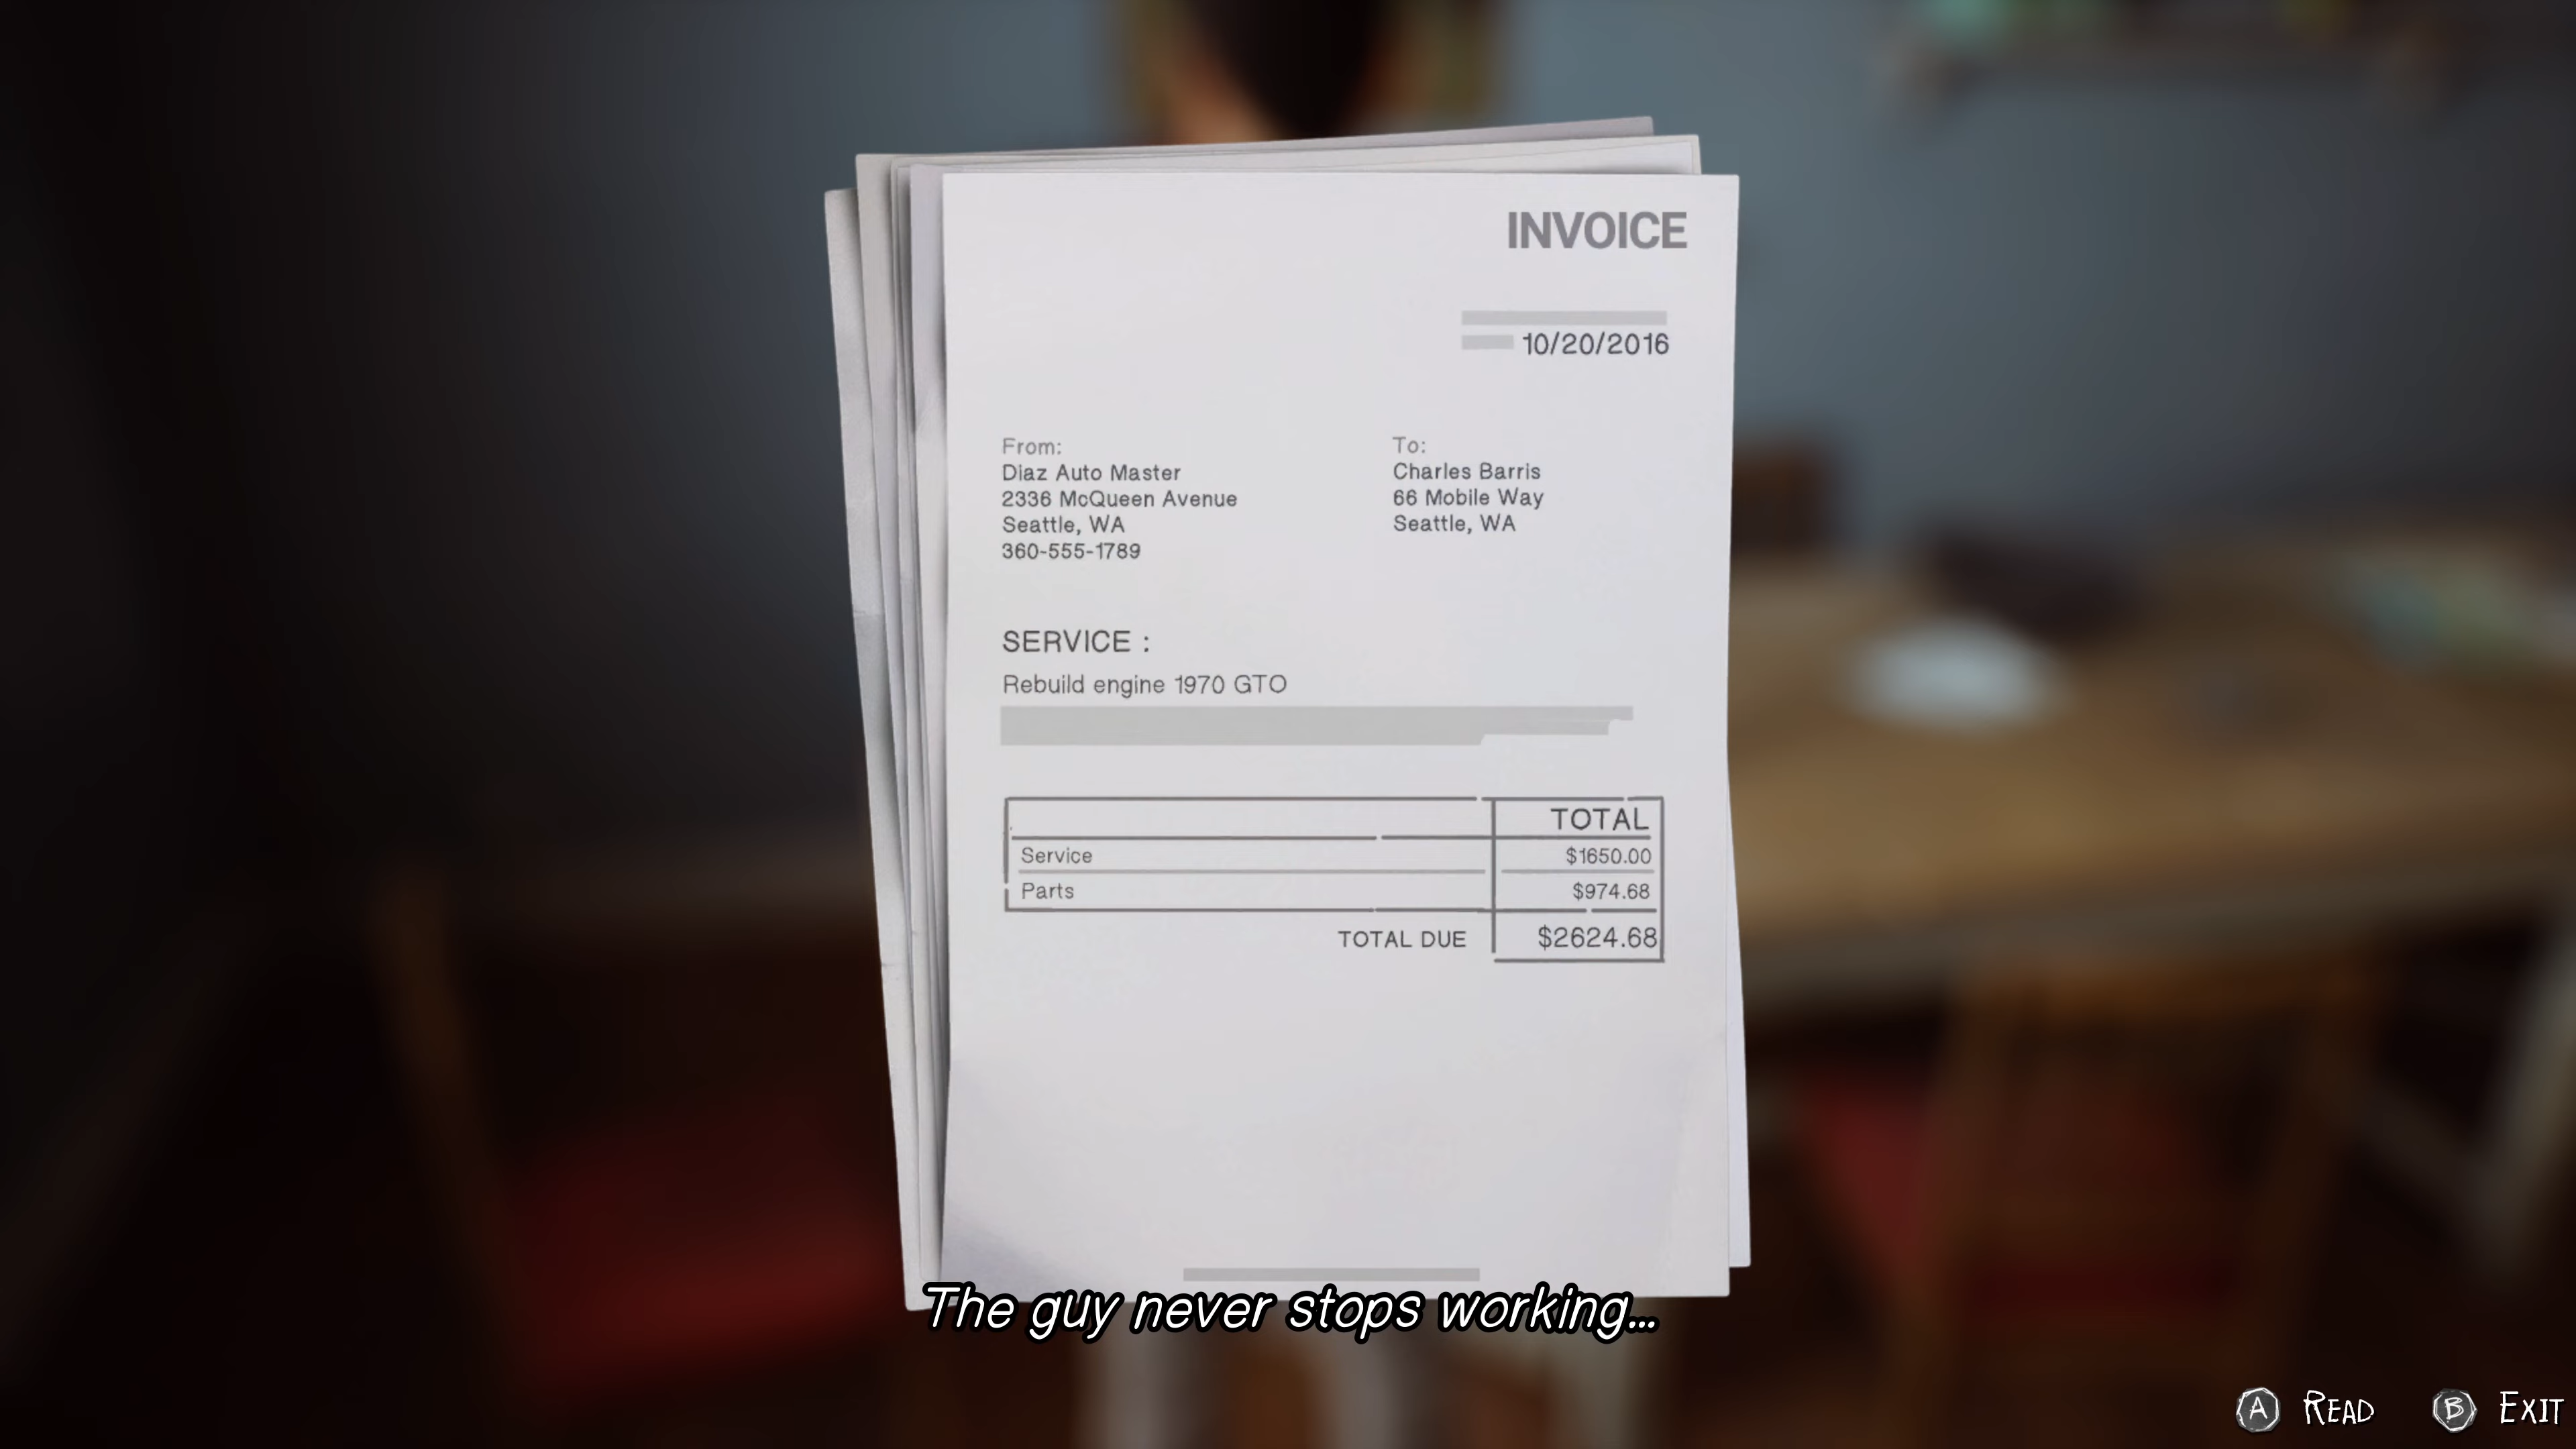 INVOICE
10/20/2016
From:
Diaz Auto Master
2336 McQueen Avenue
Seattle, WA
360-555-1789
To:
Charles Barris
66 Mobile Way
Seattle, WA
SERVICE :
Rebuild engine 1970 GTO
TOTAL
Service $1650.00
Parts $974.68
TOTAL DUE $2624.68
The guy never stops working...
A READ B EXIT